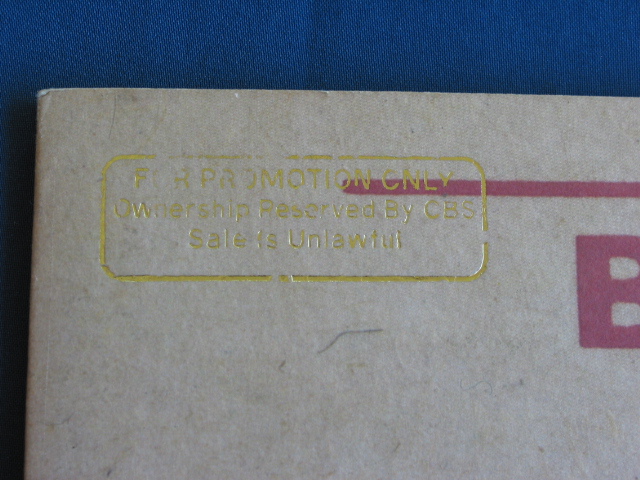 FOR PROMOTION ONLY
Ownership Reserved By CBS
Sale is Unlawful
B